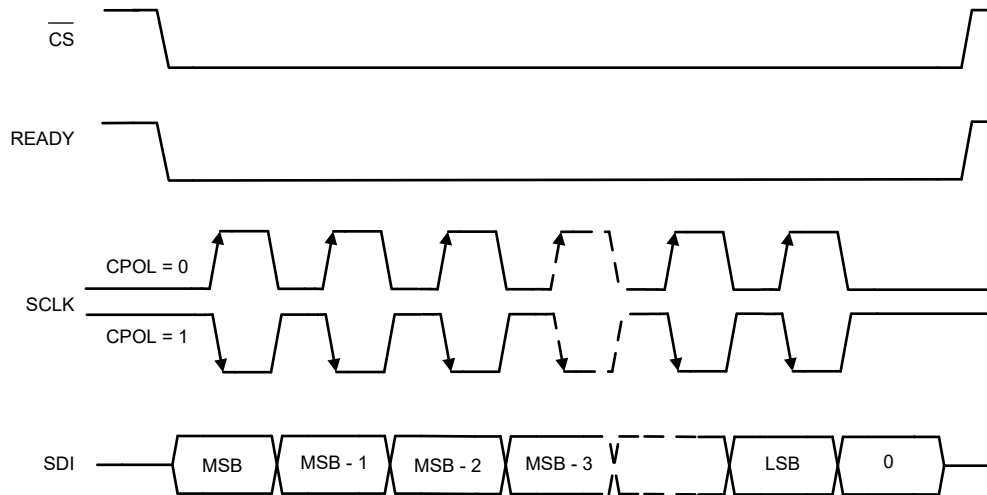 CS
READY
CPOL = 0
SCLK
CPOL = 1
SDI MSB MSB - 1 MSB - 2 MSB - 3 LSB 0